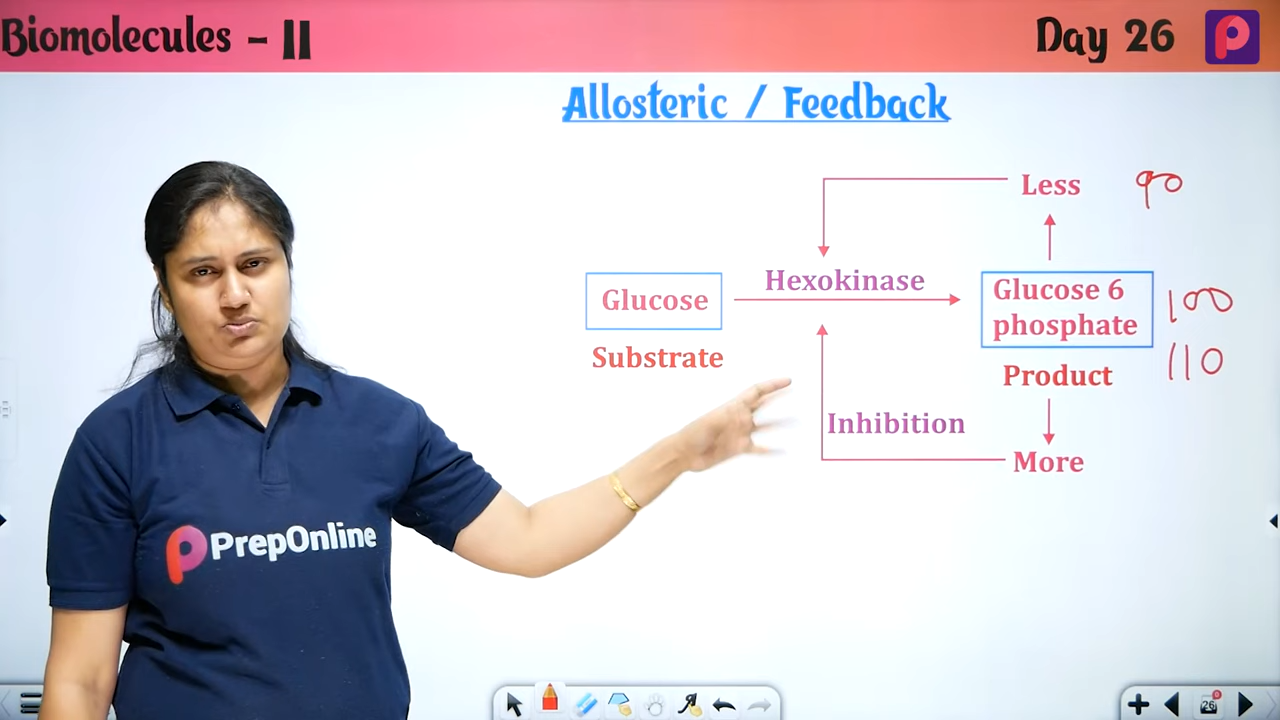 Biomolecules - II
Day 26
Allosteric / Feedback
Less 90
Hexokinase
Glucose
Glucose 6
phosphate
100
110
Substrate
Product
Inhibition
More
PrepOnline
26